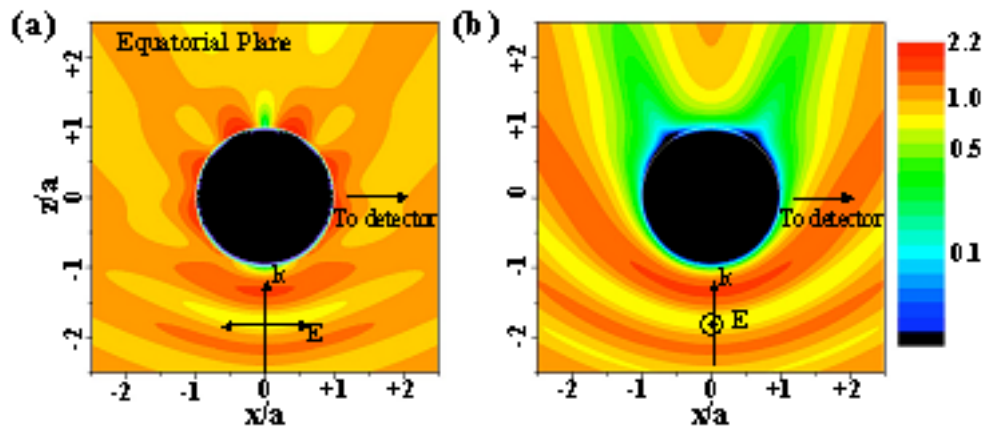 (a)
Equatorial Plane
+2
+1
0
-1
-2
z/a
To detector
k
E
-2
-1
0
+1
+2
x/a
(b)
+2
+1
0
-1
-2
To detector
k
E
-2
-1
0
+1
+2
x/a
2.2
1.0
0.5
0.1